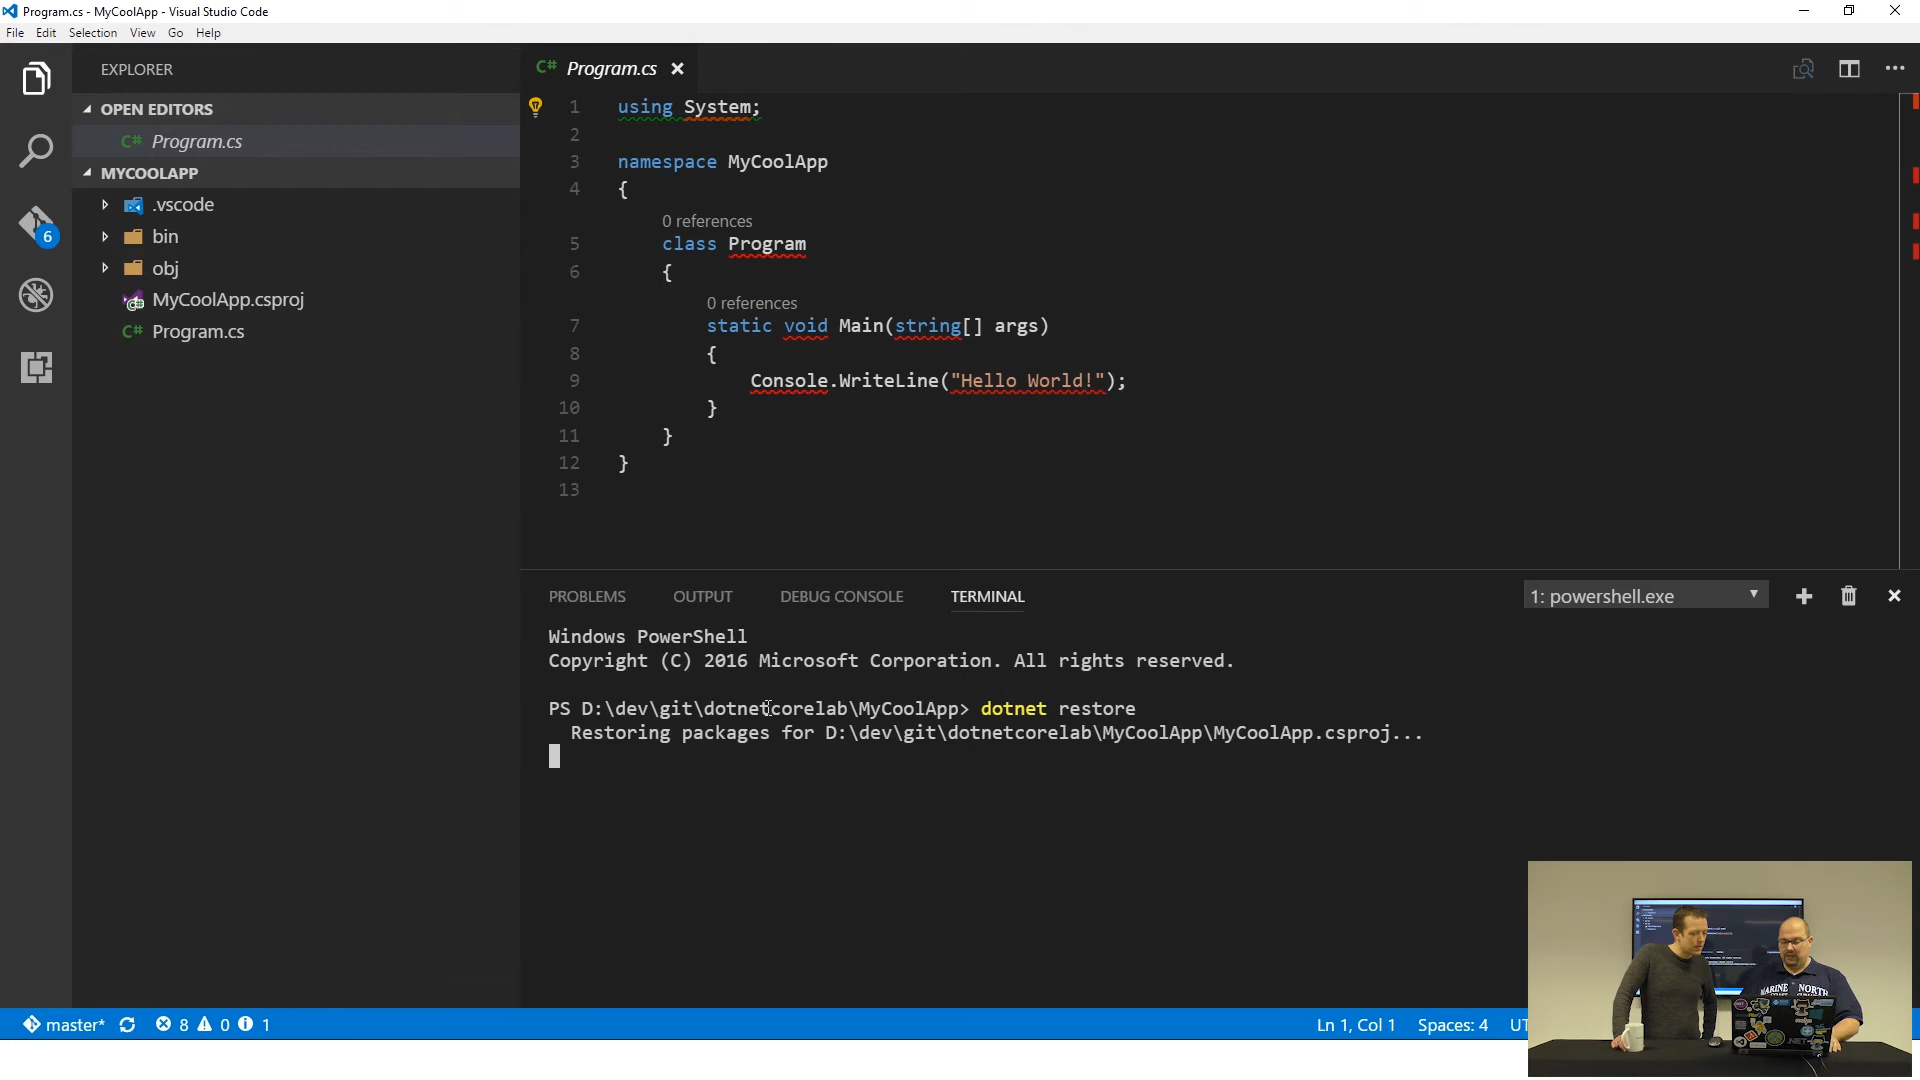 Program.cs - MyCoolApp - Visual Studio Code
File Edit Selection View Go Help
EXPLORER
OPEN EDITORS
C# Program.cs
MYCOOLAPP
.vscode
bin
obj
MyCoolApp.csproj
C# Program.cs
6
C# Program.cs
1 using System;
2
3 namespace MyCoolApp
4 {
0 references
5 class Program
6 {
0 references
7 static void Main(string[] args)
8 {
9 Console.WriteLine("Hello World!");
10 }
11 }
12 }
13
PROBLEMS OUTPUT DEBUG CONSOLE TERMINAL 1: powershell.exe
Windows PowerShell
Copyright (C) 2016 Microsoft Corporation. All rights reserved.
PS D:\dev\git\dotnetcorelab\MyCoolApp> dotnet restore
Restoring packages for D:\dev\git\dotnetcorelab\MyCoolApp\MyCoolApp.csproj...
MARINE NORTH
.NET
master* 8 0 1 Ln 1, Col 1 Spaces: 4 UT